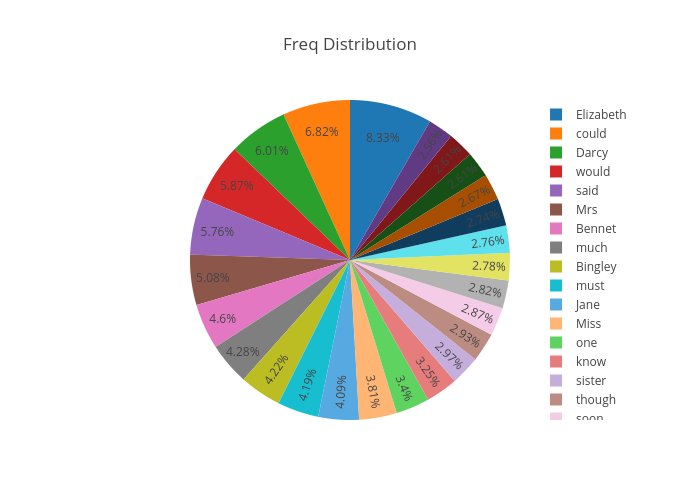 Freq Distribution
8.33%
6.82%
6.01%
5.87%
5.76%
5.08%
4.6%
4.28%
4.22%
4.19%
4.09%
3.81%
3.4%
3.25%
2.97%
2.93%
2.87%
2.82%
2.78%
2.76%
2.74%
2.67%
2.61%
Elizabeth
could
Darcy
would
said
Mrs
Bennet
much
Bingley
must
Jane
Miss
one
know
sister
though
soon